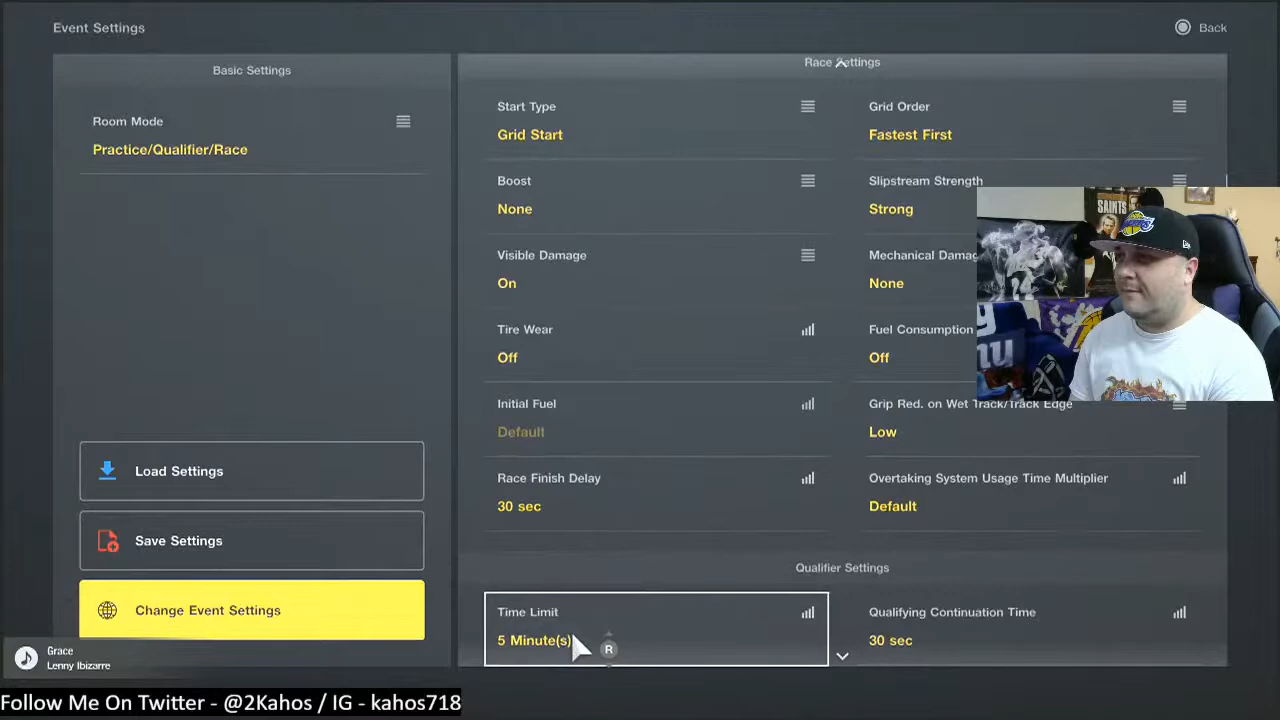 Event Settings
Back
Basic Settings
Room Mode
Practice/Qualifier/Race
Load Settings
Save Settings
Change Event Settings
Race Settings
Start Type
Grid Start
Grid Order
Fastest First
Boost
None
Slipstream Strength
Strong
Visible Damage
On
Mechanical Damag
None
Tire Wear
Off
Fuel Consumption
Off
Initial Fuel
Default
Grip Red. on Wet Track/Track Edge
Low
Race Finish Delay
30 sec
Overtaking System Usage Time Multiplier
Default
Qualifier Settings
Time Limit
5 Minute(s)
R
Qualifying Continuation Time
30 sec
SAINTS
Grace
Lenny Ibizarre
Follow Me On Twitter - @2Kahos / IG - kahos718